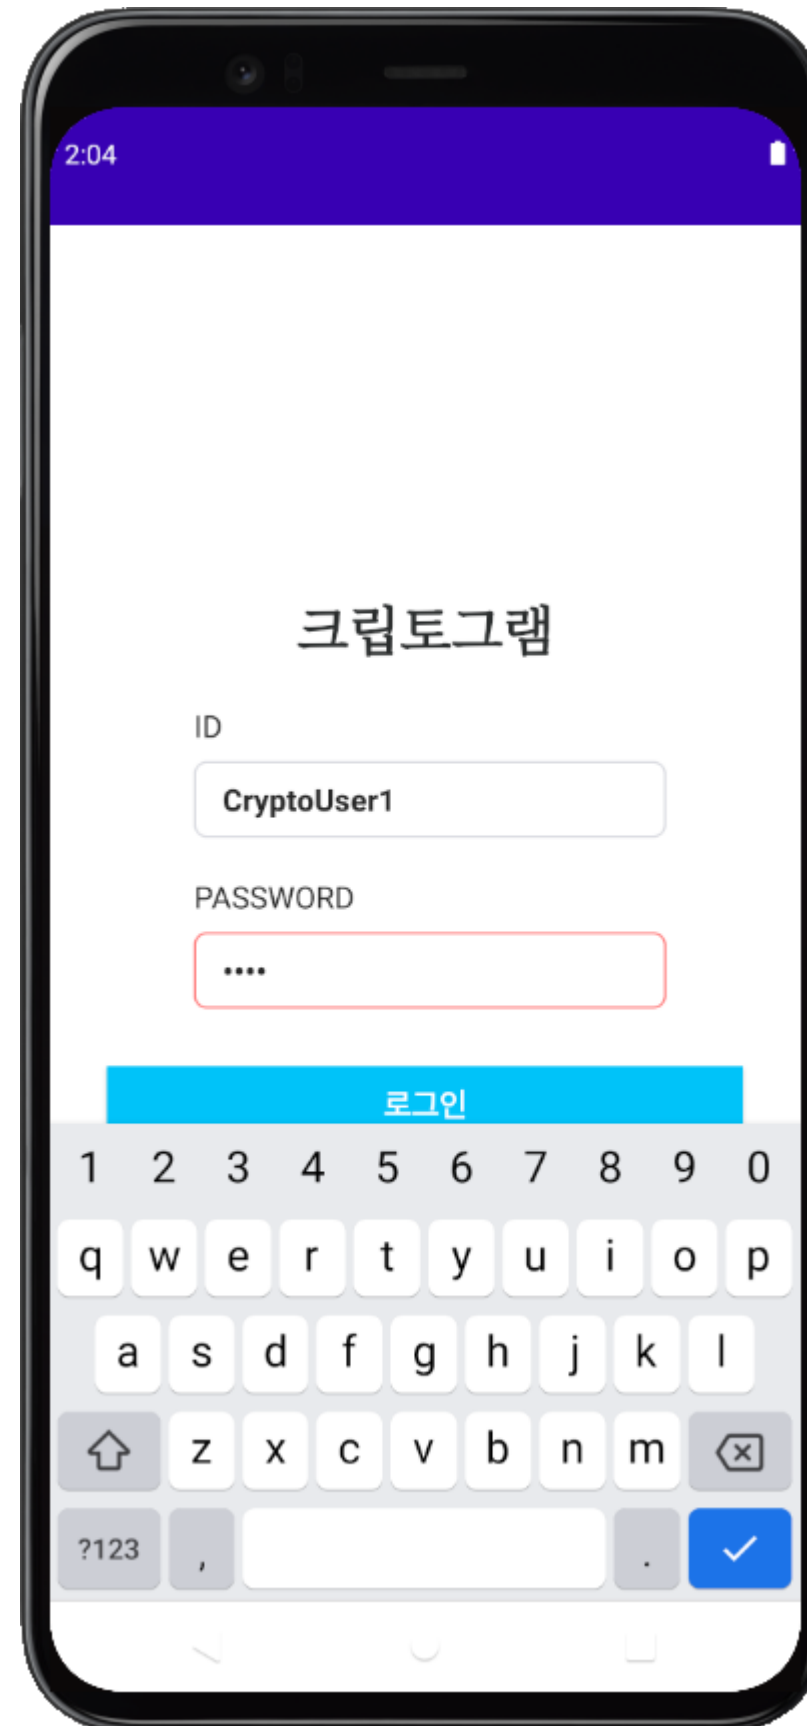 2:04
크립토그램
ID
CryptoUser1
PASSWORD
••••
로그인
1 2 3 4 5 6 7 8 9 0
q w e r t y u i o p
a s d f g h j k l
z x c v b n m
?123 , .